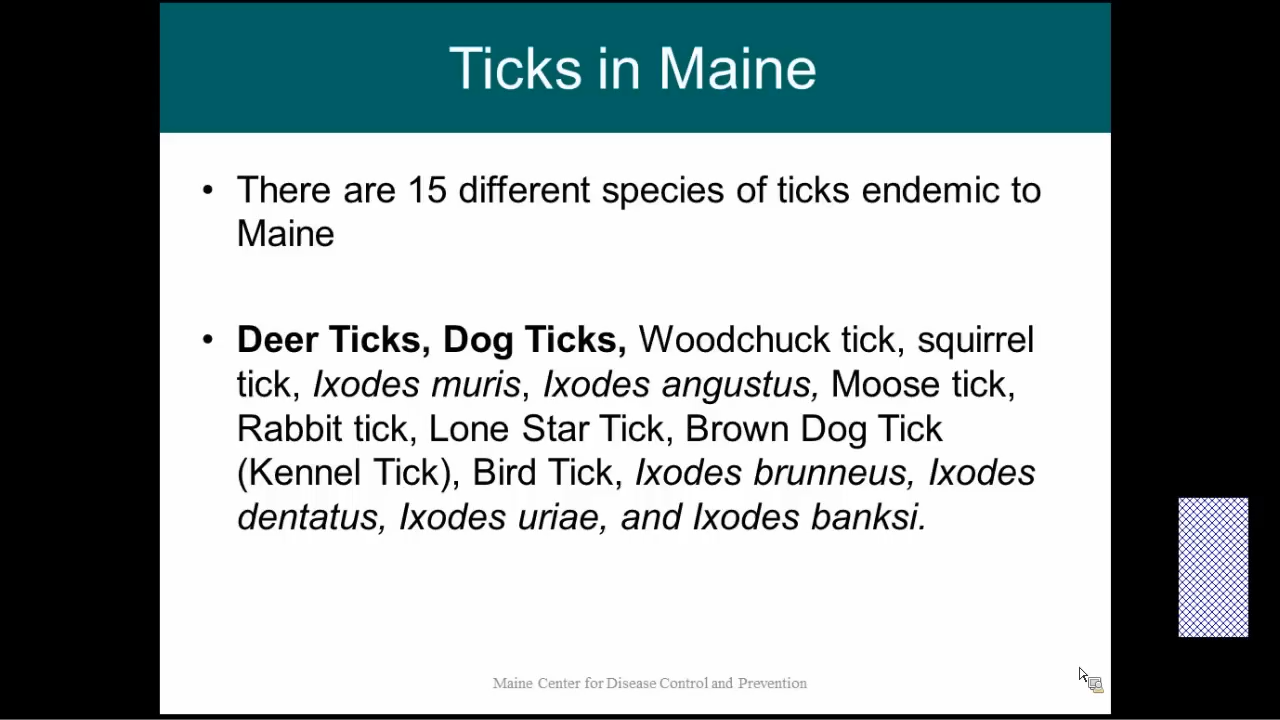 Ticks in Maine
• There are 15 different species of ticks endemic to
Maine
• Deer Ticks, Dog Ticks, Woodchuck tick, squirrel
tick, Ixodes muris, Ixodes angustus, Moose tick,
Rabbit tick, Lone Star Tick, Brown Dog Tick
(Kennel Tick), Bird Tick, Ixodes brunneus, Ixodes
dentatus, Ixodes uriae, and Ixodes banksi.
Maine Center for Disease Control and Prevention